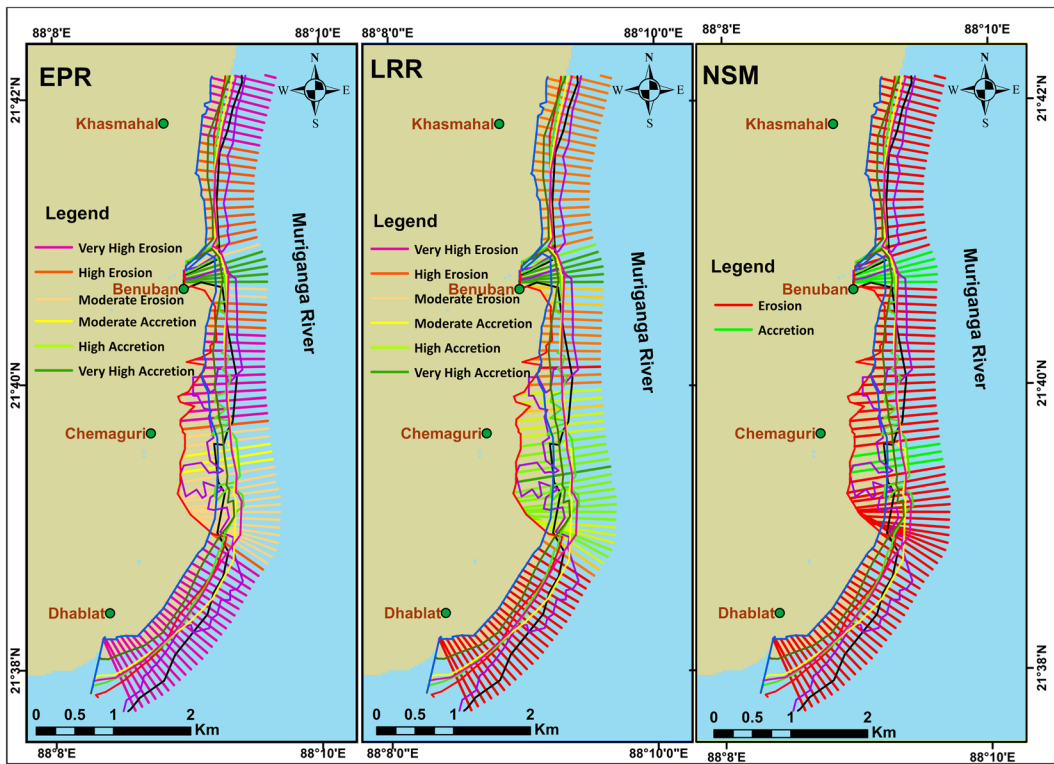 88°8'E
88°10'E
EPR
N
W
E
S
21°42'N
Khasmahal
Legend
Very High Erosion
High Erosion
Benuban
Moderate Erosion
Moderate Accretion
High Accretion
Very High Accretion
Muriganga River
21°40'N
Chemaguri
Dhablat
21°38'N
0 0.5 1 2
Km
88°8'E
88°10'E
88°8'0"E
88°10'0"E
LRR
N
W
E
S
Khasmahal
Legend
Very High Erosion
High Erosion
Benuban
Moderate Erosion
Moderate Accretion
High Accretion
Very High Accretion
Muriganga River
Chemaguri
Dhablat
0 0.5 1 2
Km
88°8'0"E
88°10'0"E
88°8'E
88°10'E
NSM
N
W
E
S
21°42'N
Khasmahal
Legend
Benuban
Erosion
Accretion
Muriganga River
21°40'N
Chemaguri
Dhablat
21°38'N
0 0.5 1 2
Km
88°8'E
88°10'E